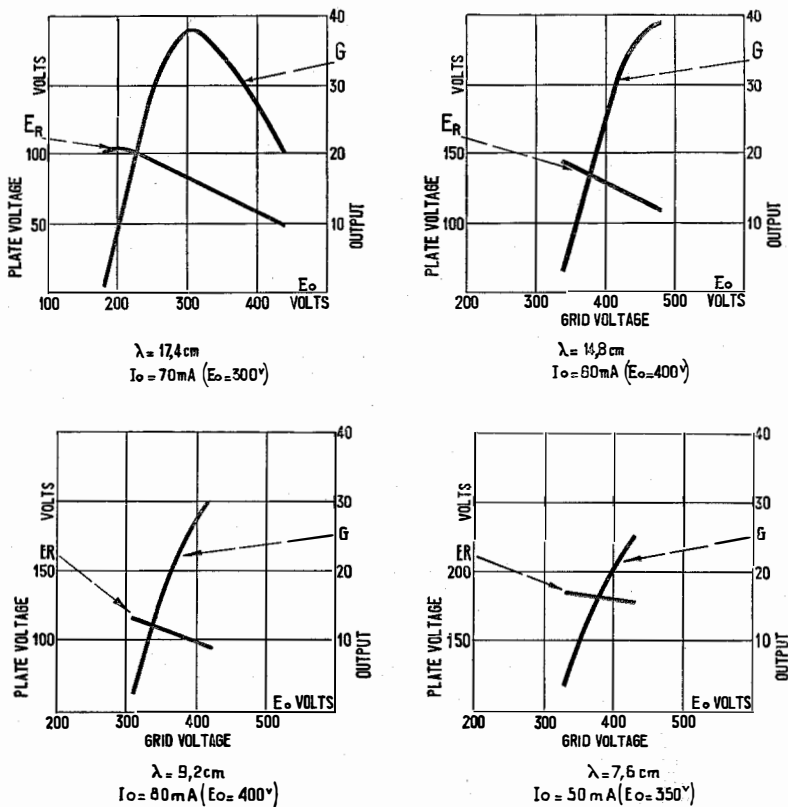 VOLTS
PLATE VOLTAGE
100
50
E_R
G
40
30
20
10
OUTPUT
E₀
VOLTS
100 200 300 400
λ = 17,4 cm
I₀ = 70 mA (E₀=300ᵛ)
PLATE VOLTAGE
150
100
E_R
G
40
30
20
10
OUTPUT
E₀
VOLTS
200 300 400 500
GRID VOLTAGE
λ = 14,8 cm
I₀ = 60 mA (E₀=400ᵛ)
VOLTS
PLATE VOLTAGE
150
100
ER
G
40
30
20
10
OUTPUT
E₀ VOLTS
200 300 400 500
GRID VOLTAGE
λ = 9,2 cm
I₀ = 80 mA (E₀= 400ᵛ)
VOLTS
PLATE VOLTAGE
200
150
ER
G
40
30
20
10
OUTPUT
E₀ VOLTS
200 300 400 500
GRID VOLTAGE
λ = 7,6 cm
I₀ = 50 mA (E₀=350ᵛ)